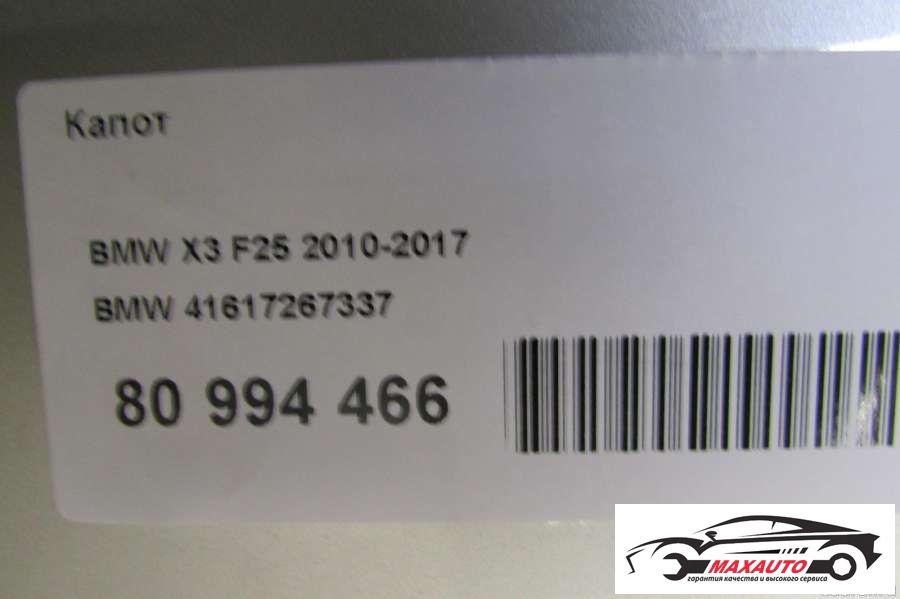 Капот
BMW X3 F25 2010-2017
BMW 41617267337
80 994 466
MAXAUTO
гарантия качества и высокого сервиса